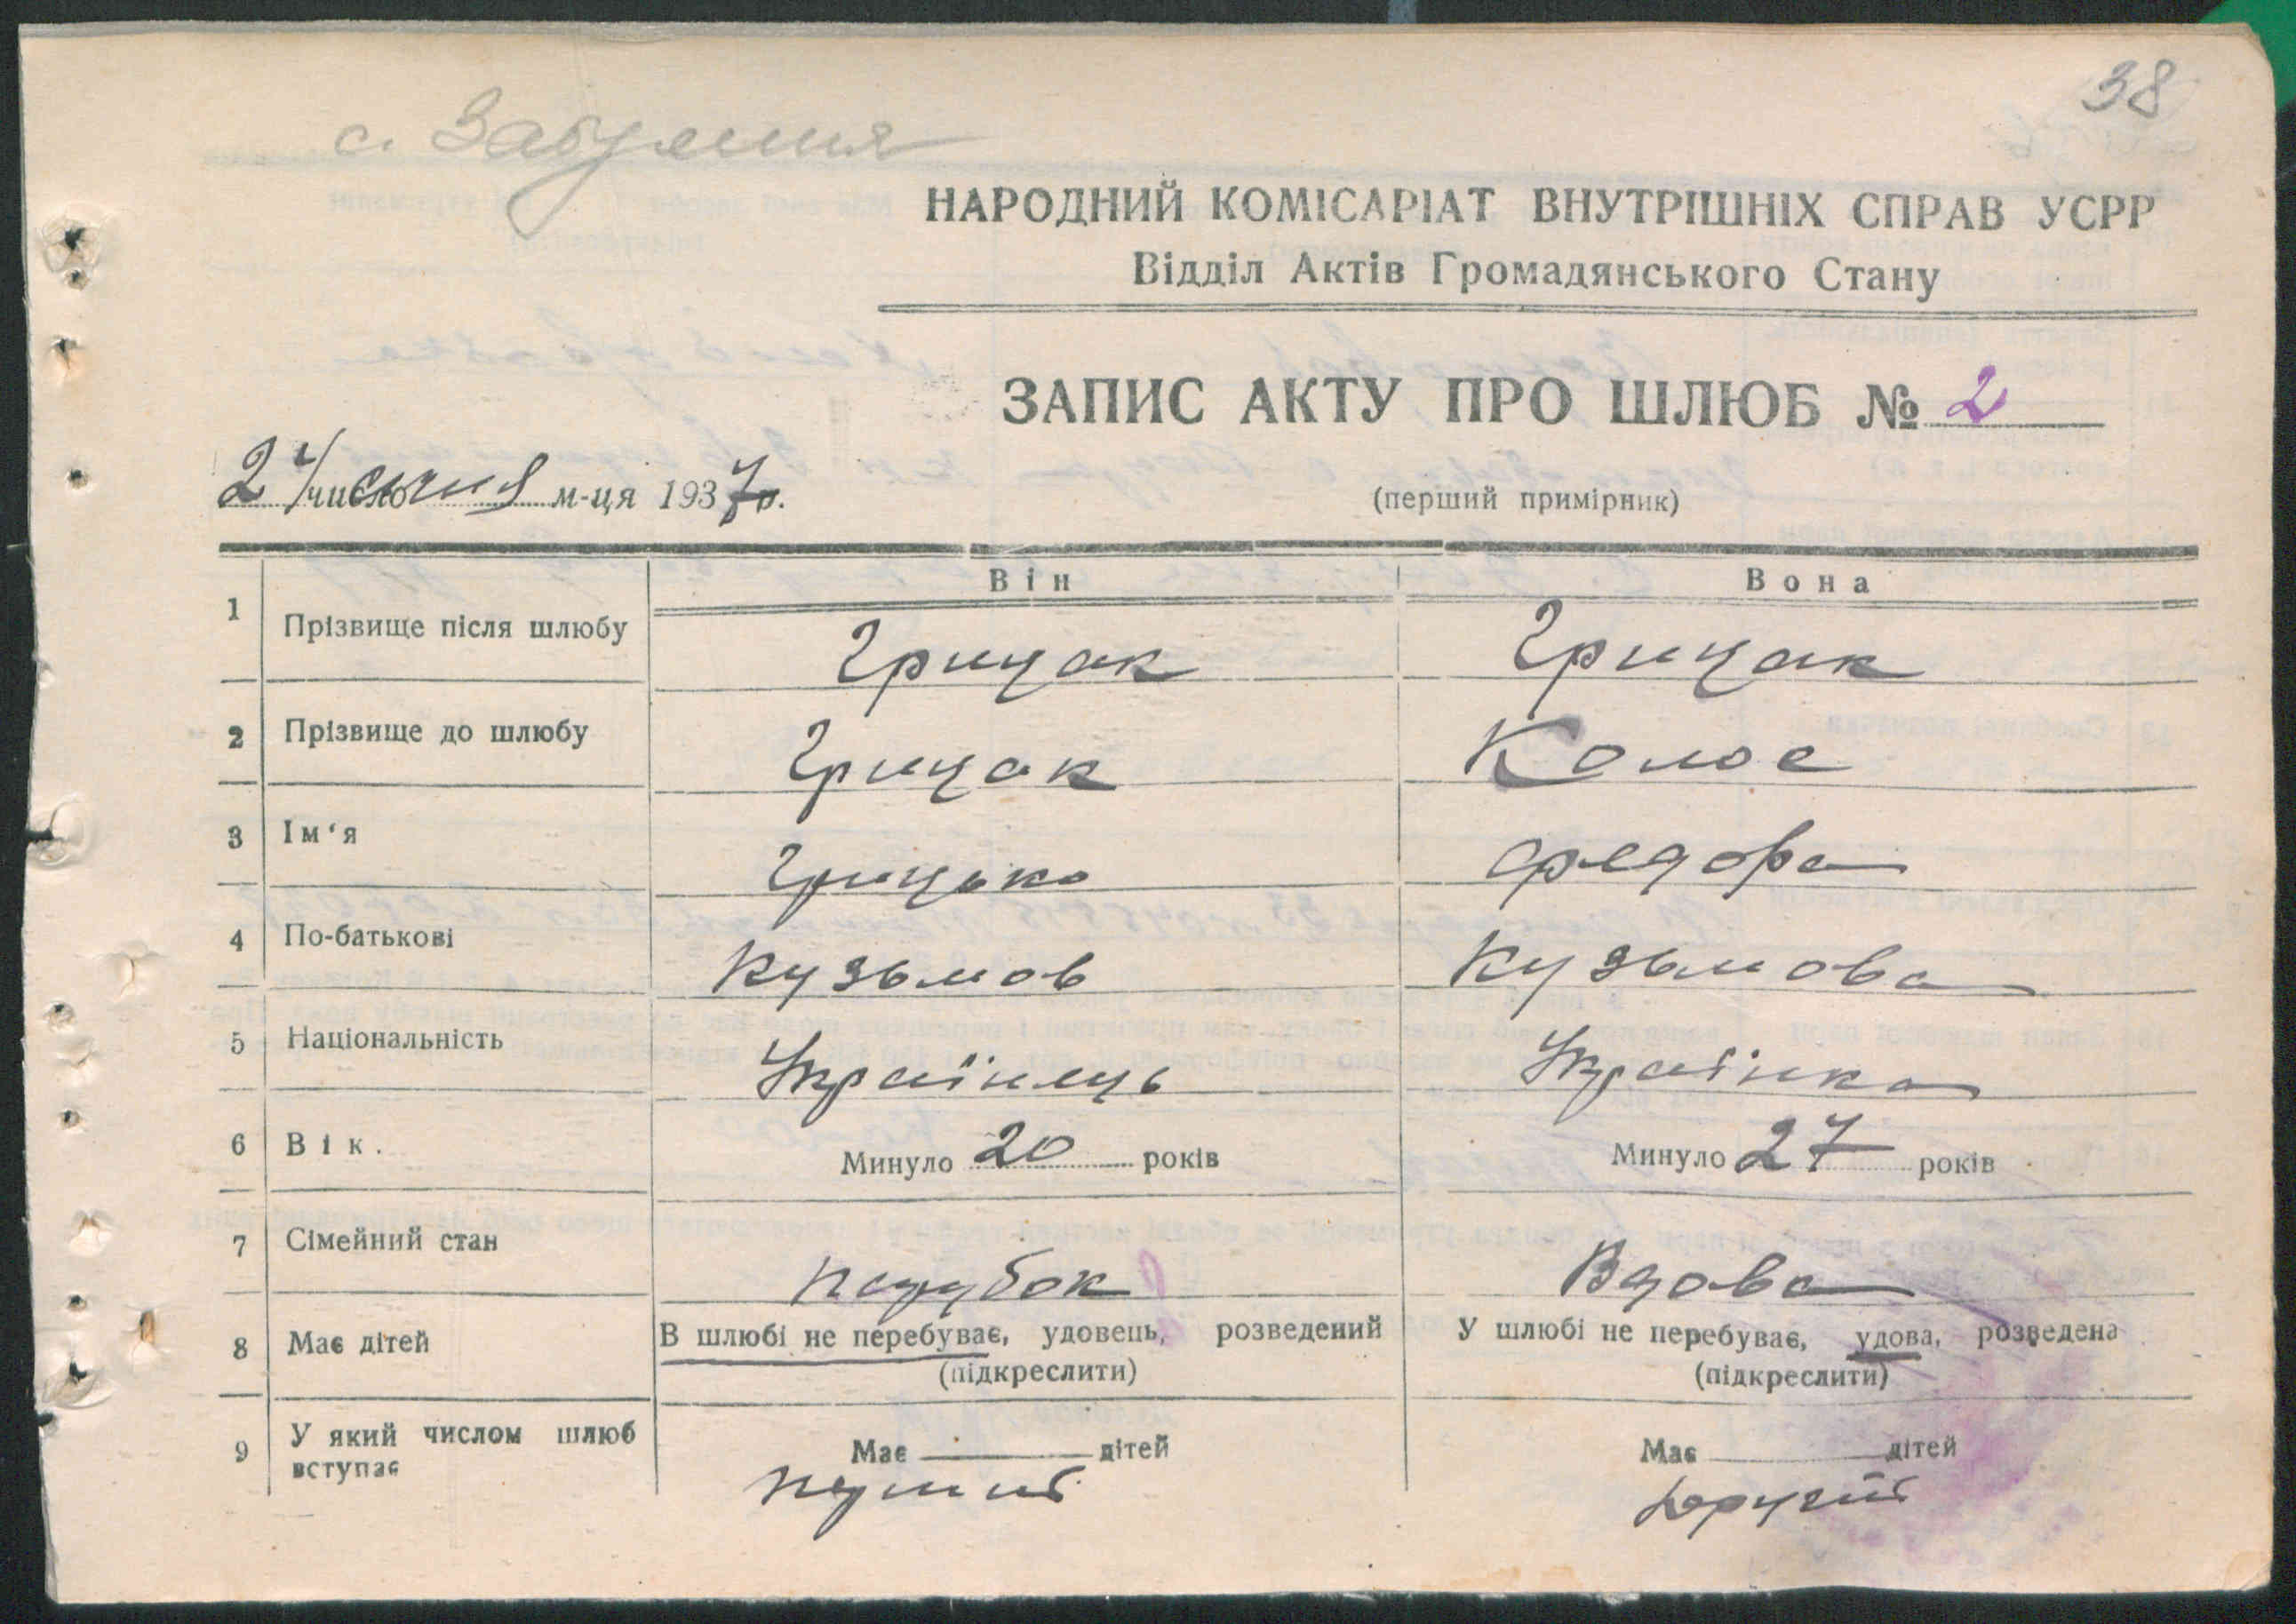 38
с. Забуяння
НАРОДНИЙ КОМІСАРІАТ ВНУТРІШНІХ СПРАВ УСРР
Відділ Актів Громадянського Стану
ЗАПИС АКТУ ПРО ШЛЮБ № 2
24 число січня м-ця 1937 р.
(перший примірник)
Він Вона
1 Прізвище після шлюбу Грицак Грицак
2 Прізвище до шлюбу Грицак Колос
3 Ім'я Грицько Федора
4 По-батькові Кузьмов Кузьмова
5 Національність Українець Українка
6 Вік. Минуло 20 років Минуло 27 років
7 Сімейний стан парубок Вдова
8 Має дітей В шлюбі не перебуває, удовець, розведений У шлюбі не перебуває, удова, розведена
(підкреслити) (підкреслити)
9 У який числом шлюб вступає Має дітей Має дітей
другий